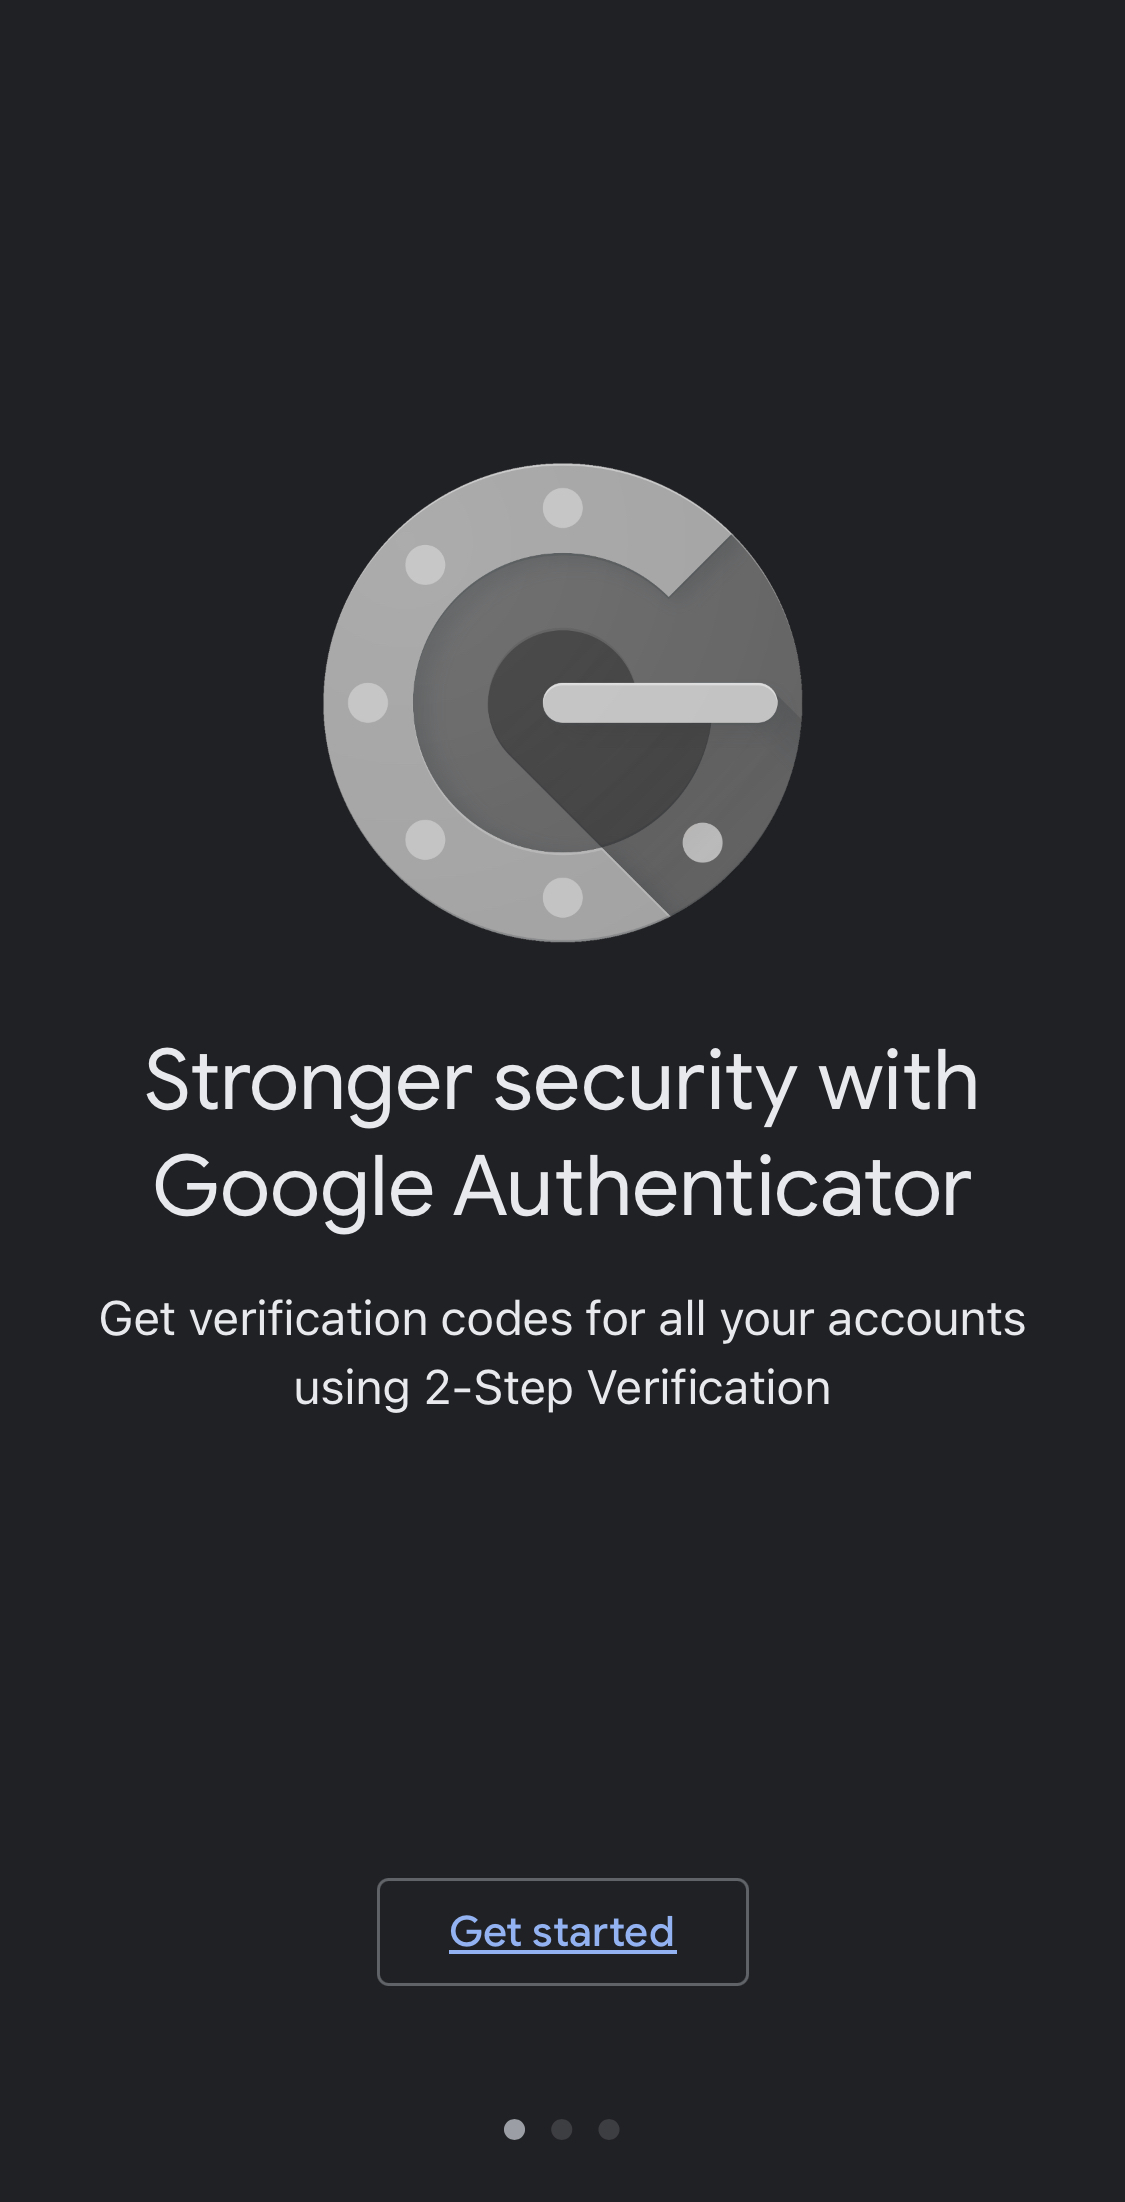 Stronger security with
Google Authenticator
Get verification codes for all your accounts
using 2-Step Verification
Get started